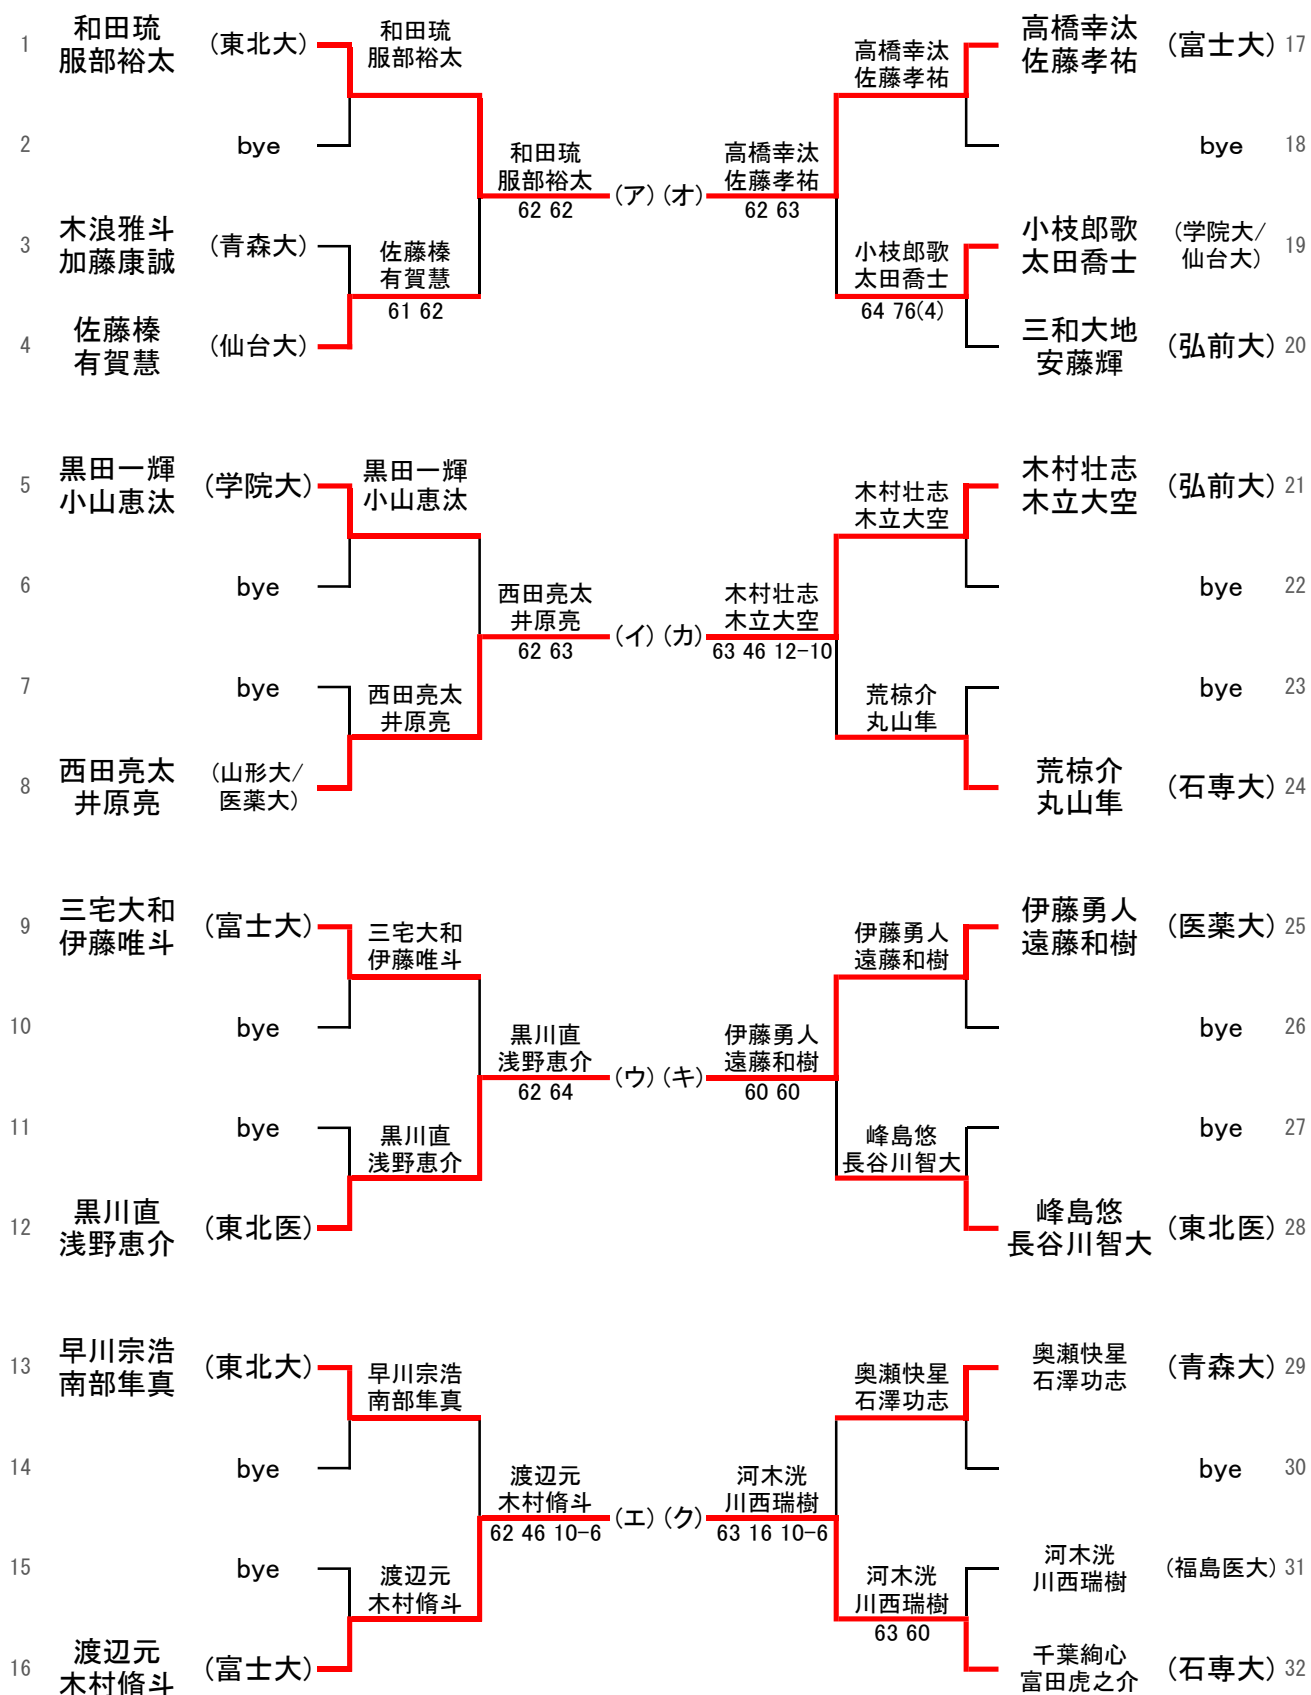 1 和田琉 服部裕太 (東北大)
和田琉
服部裕太
2 bye
和田琉
服部裕太
62 62
(ア)
3 木浪雅斗 加藤康誠 (青森大)
佐藤榛
有賀慧
61 62
4 佐藤榛 有賀慧 (仙台大)
5 黒田一輝 小山恵汰 (学院大)
黒田一輝
小山恵汰
6 bye
西田亮太
井原亮
62 63
(イ)
7 bye
西田亮太
井原亮
8 西田亮太 井原亮 (山形大/医薬大)
9 三宅大和 伊藤唯斗 (富士大)
三宅大和
伊藤唯斗
10 bye
黒川直
浅野恵介
62 64
(ウ)
11 bye
黒川直
浅野恵介
12 黒川直 浅野恵介 (東北医)
13 早川宗浩 南部隼真 (東北大)
早川宗浩
南部隼真
14 bye
渡辺元
木村脩斗
62 46 10-6
(エ)
15 bye
渡辺元
木村脩斗
16 渡辺元 木村脩斗 (富士大)
高橋幸汰 佐藤孝祐 (富士大) 17
高橋幸汰
佐藤孝祐
bye 18
高橋幸汰
佐藤孝祐
62 63
(オ)
小枝郎歌 太田喬士 (学院大/仙台大) 19
小枝郎歌
太田喬士
64 76(4)
三和大地 安藤輝 (弘前大) 20
木村壮志 木立大空 (弘前大) 21
木村壮志
木立大空
bye 22
木村壮志
木立大空
63 46 12-10
(カ)
bye 23
荒椋介
丸山隼
荒椋介 丸山隼 (石専大) 24
伊藤勇人 遠藤和樹 (医薬大) 25
伊藤勇人
遠藤和樹
bye 26
伊藤勇人
遠藤和樹
60 60
(キ)
bye 27
峰島悠
長谷川智大
峰島悠 長谷川智大 (東北医) 28
奥瀬快星 石澤功志 (青森大) 29
奥瀬快星
石澤功志
bye 30
河木洸
川西瑞樹
63 16 10-6
(ク)
河木洸 川西瑞樹 (福島医大) 31
河木洸
川西瑞樹
63 60
千葉絢心 富田虎之介 (石専大) 32